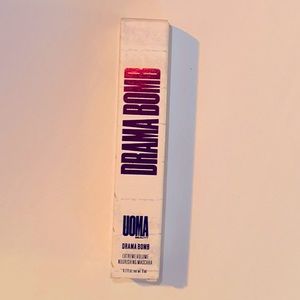 DRAMA BOMB
UOMA
DRAMA BOMB
EXTREME VOLUME
NOURISHING MASCARA